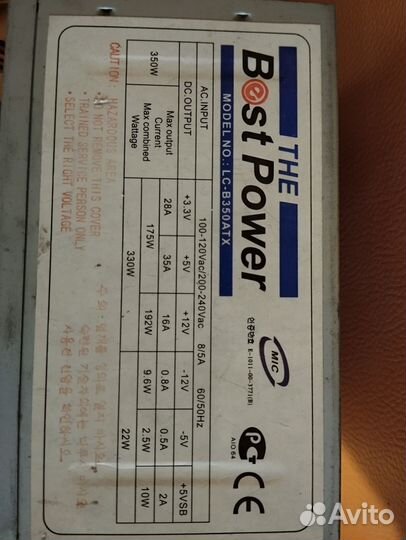 THE
Best Power
MODEL NO.: LC-B350ATX
AC.INPUT 100-120Vac/200-240Vac 8/5A 60/50Hz
DC.OUTPUT +3.3V +5V +12V -12V -5V +5VSB
Max output Current 28A 35A 16A 0.8A 0.5A 2A
Max combined Wattage 175W 192W 9.6W 2.5W 10W
350W 330W 22W
CAUTION: HAZARDOUS AREA
• DO NOT REMOVE THIS COVER
• TRAINED SERVICE PERSON ONLY
• SELECT THE RIGHT VOLTAGE
MIC
PCT
АЮ64
CE
Avito